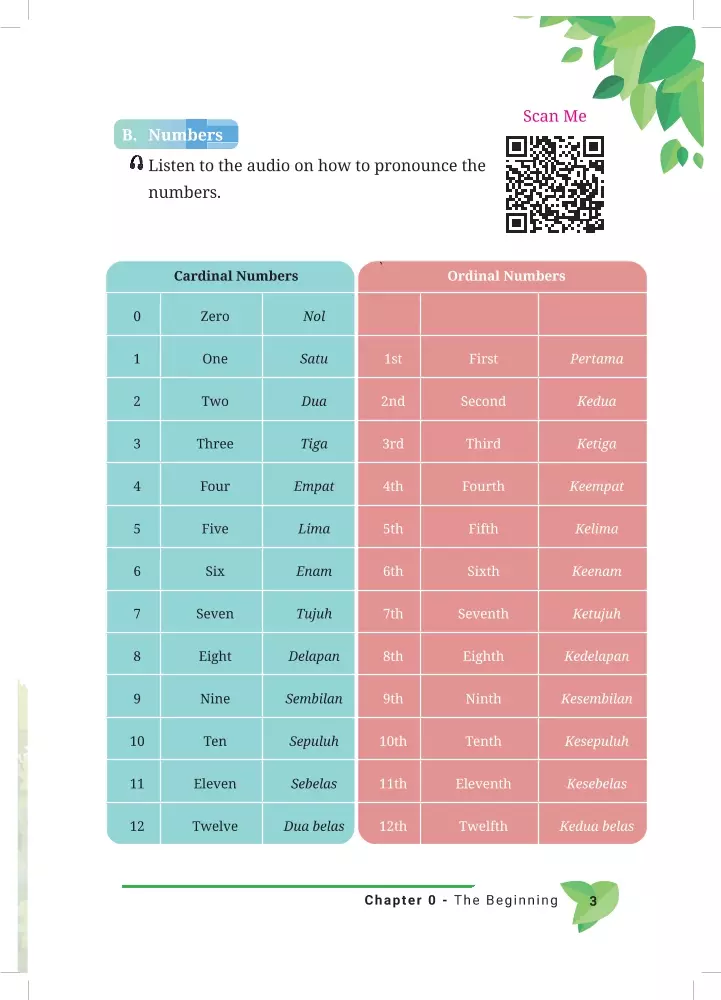 Scan Me
B. Numbers
Listen to the audio on how to pronounce the
numbers.
Cardinal Numbers Ordinal Numbers
0 Zero Nol
1 One Satu 1st First Pertama
2 Two Dua 2nd Second Kedua
3 Three Tiga 3rd Third Ketiga
4 Four Empat 4th Fourth Keempat
5 Five Lima 5th Fifth Kelima
6 Six Enam 6th Sixth Keenam
7 Seven Tujuh 7th Seventh Ketujuh
8 Eight Delapan 8th Eighth Kedelapan
9 Nine Sembilan 9th Ninth Kesembilan
10 Ten Sepuluh 10th Tenth Kesepuluh
11 Eleven Sebelas 11th Eleventh Kesebelas
12 Twelve Dua belas 12th Twelfth Kedua belas
Chapter 0 - The Beginning 3